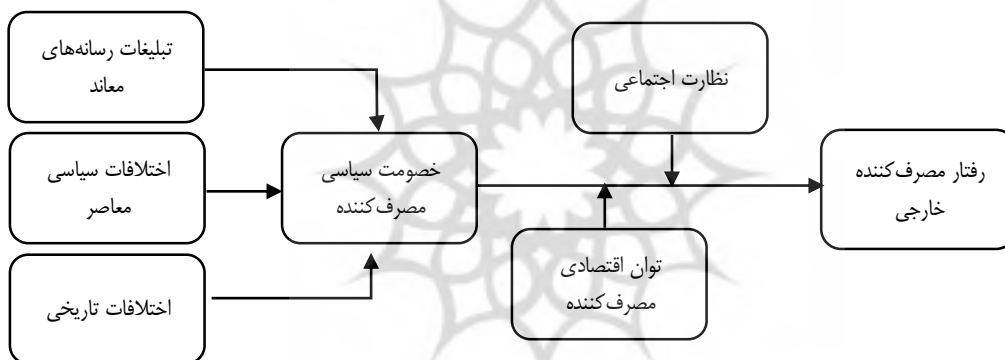 تبلیغات رسانه‌های
معاند
اختلافات سیاسی
معاصر
اختلافات تاریخی
خصومت سیاسی
مصرف‌کننده
نظارت اجتماعی
توان اقتصادی
مصرف‌کننده
رفتار مصرف‌کننده
خارجی